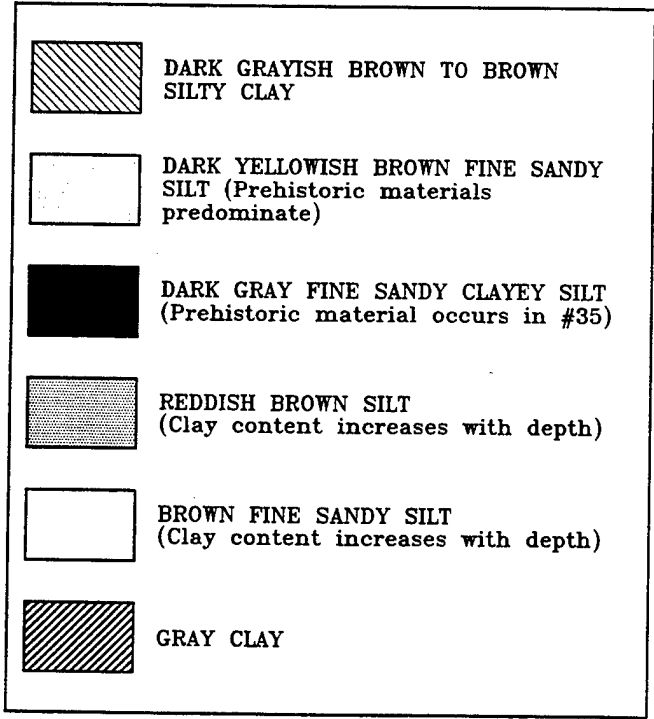 DARK GRAYISH BROWN TO BROWN
SILTY CLAY
DARK YELLOWISH BROWN FINE SANDY
SILT (Prehistoric materials
predominate)
DARK GRAY FINE SANDY CLAYEY SILT
(Prehistoric material occurs in #35)
REDDISH BROWN SILT
(Clay content increases with depth)
BROWN FINE SANDY SILT
(Clay content increases with depth)
GRAY CLAY